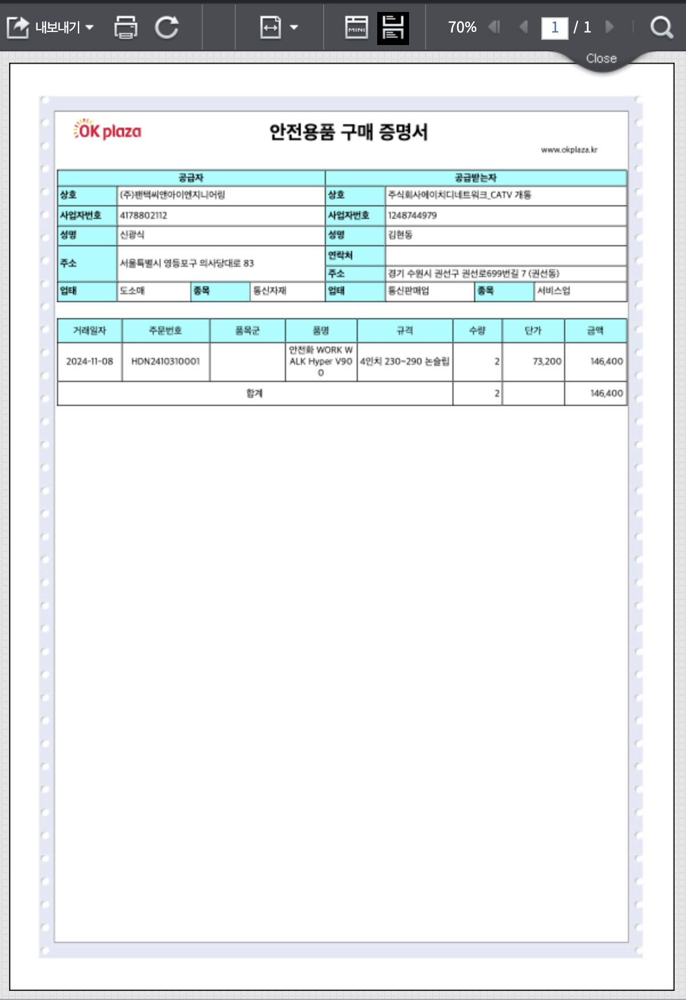 내보내기
MINI
70%
1 / 1
Close
OK plaza
안전용품 구매 증명서
www.okplaza.kr
공급자 공급받는자
상호 (주)팬택씨앤아이엔지니어링 상호 주식회사에이치디네트워크_CATV 개통
사업자번호 4178802112 사업자번호 1248744979
성명 신광식 성명 김현동
주소 서울특별시 영등포구 의사당대로 83 연락처
주소 경기 수원시 권선구 권선로699번길 7 (권선동)
업태 도소매 종목 통신자재 업태 통신판매업 종목 서비스업
거래일자 주문번호 품목군 품명 규격 수량 단가 금액
안전화 WORK W
2024-11-08 HDN2410310001 ALK Hyper V90 4인치 230~290 논슬립 2 73,200 146,400
0
합계 2 146,400